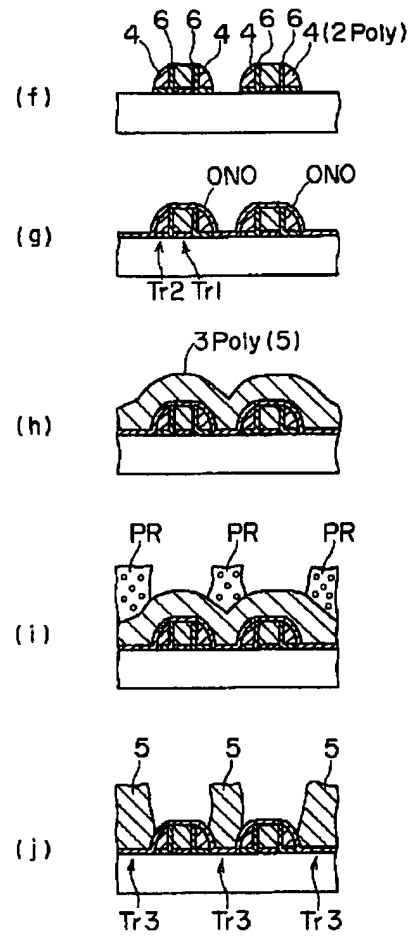 4 6 6 4 4 6 6 4(2Poly)
(f)
ONO ONO
(g)
Tr2 Tr1
3Poly(5)
(h)
PR PR PR
(i)
5 5 5
(j)
Tr3 Tr3 Tr3